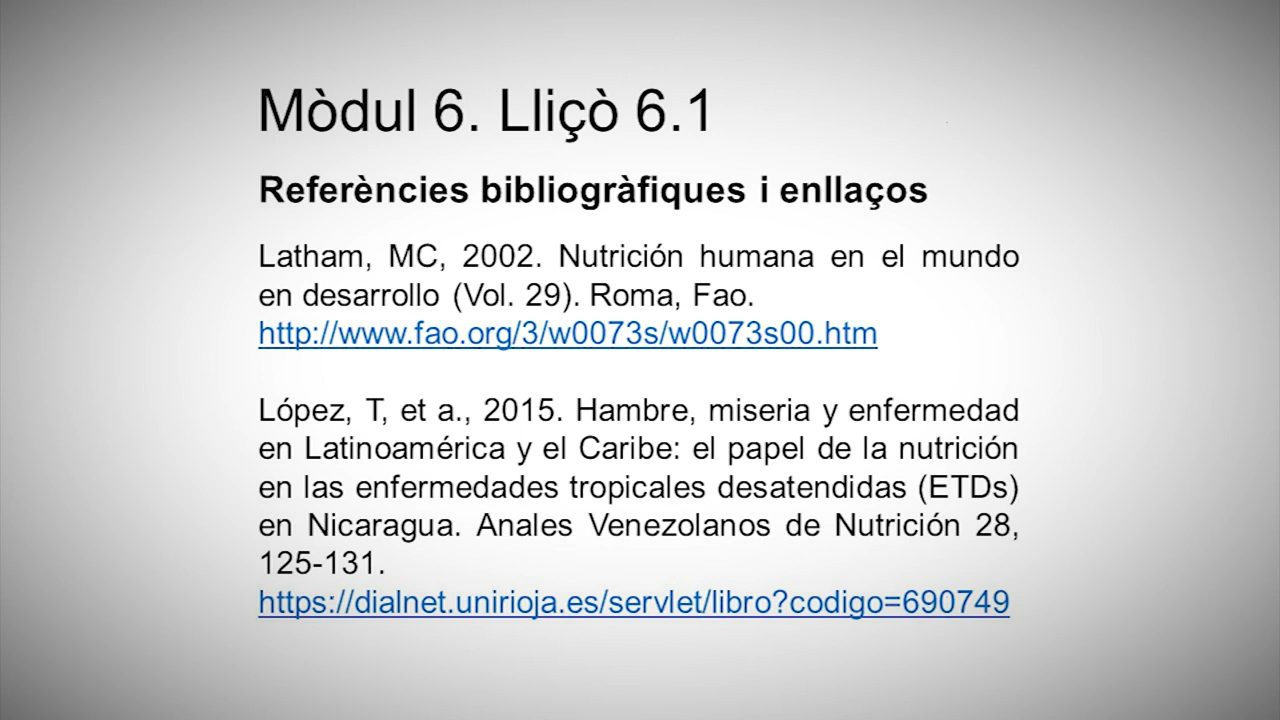 Mòdul 6. Lliçò 6.1
Referències bibliogràfiques i enllaços
Latham, MC, 2002. Nutrición humana en el mundo
en desarrollo (Vol. 29). Roma, Fao.
http://www.fao.org/3/w0073s/w0073s00.htm
López, T, et a., 2015. Hambre, miseria y enfermedad
en Latinoamérica y el Caribe: el papel de la nutrición
en las enfermedades tropicales desatendidas (ETDs)
en Nicaragua. Anales Venezolanos de Nutrición 28,
125-131.
https://dialnet.unirioja.es/servlet/libro?codigo=690749